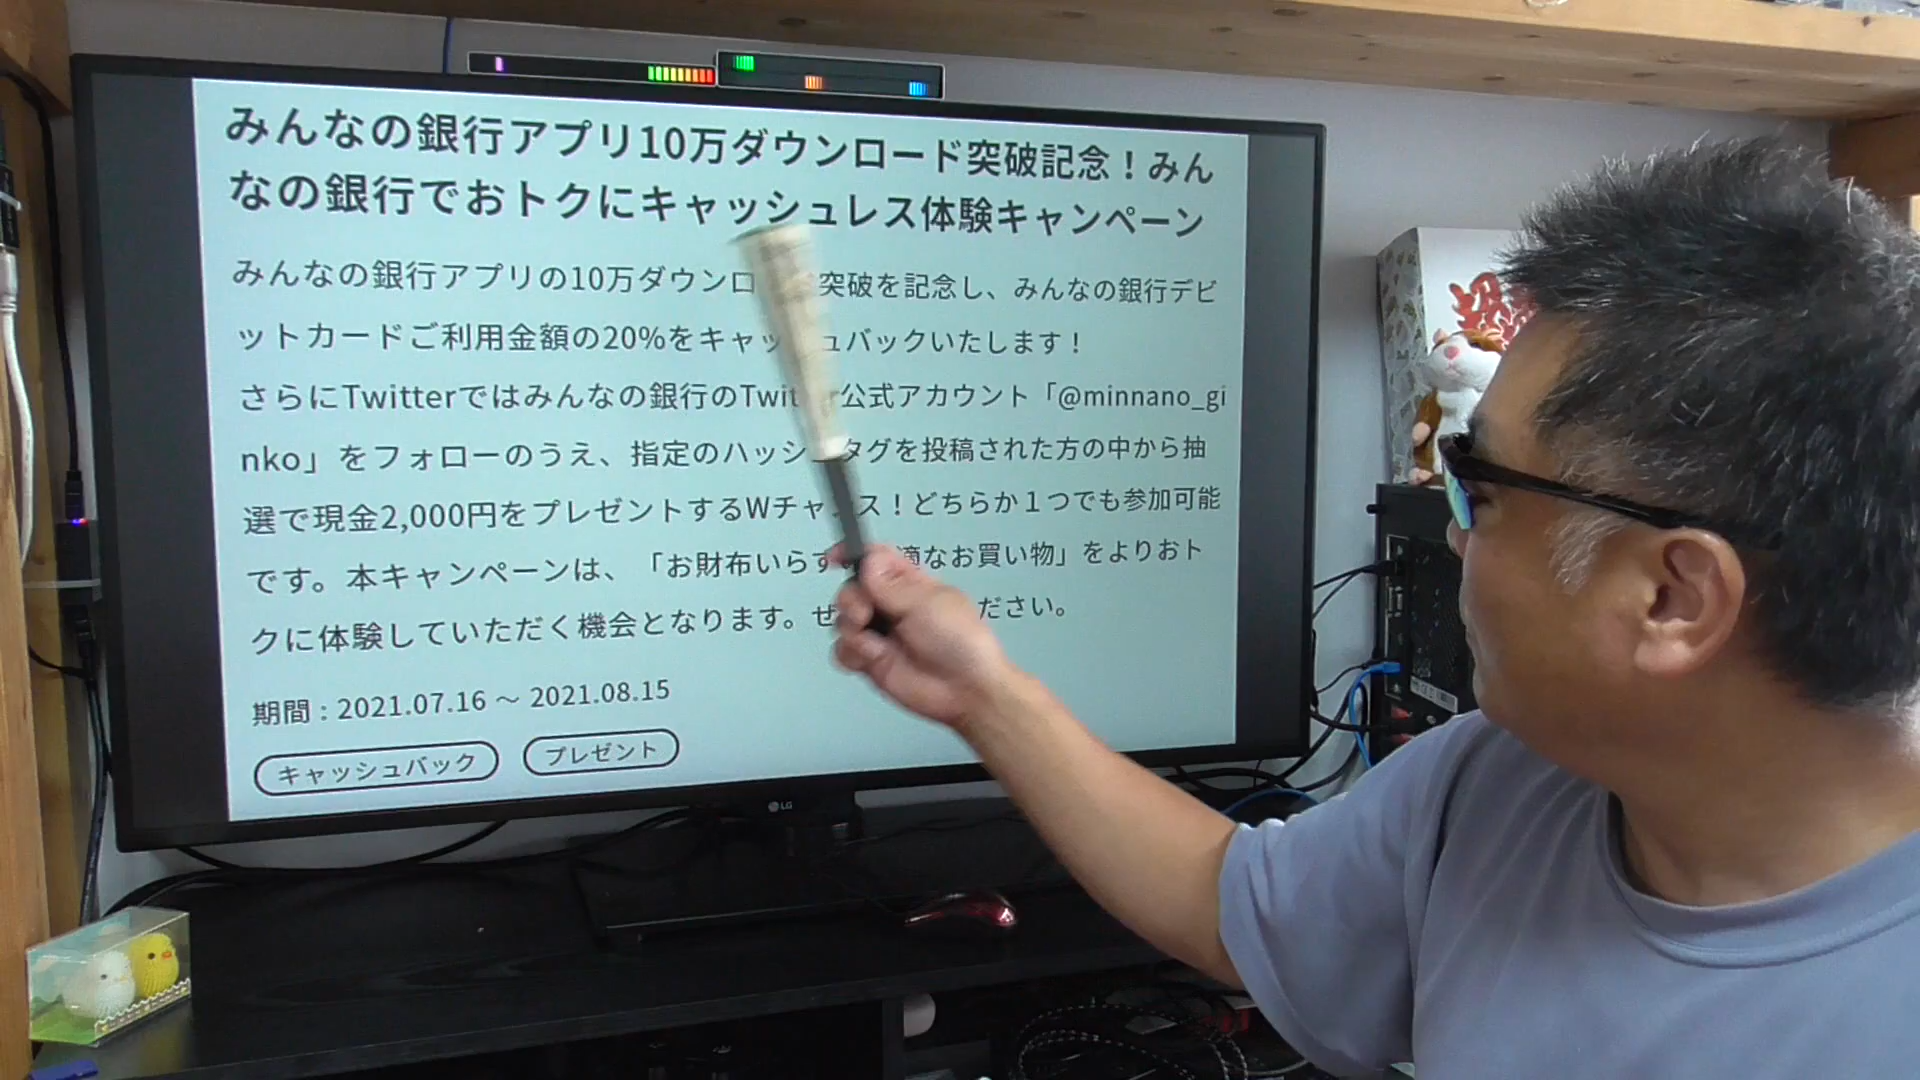 みんなの銀行アプリ10万ダウンロード突破記念！みん
なの銀行でおトクにキャッシュレス体験キャンペーン
みんなの銀行アプリの10万ダウンロ 突破を記念し、みんなの銀行デビ
ットカードご利用金額の20%をキャッシュバックいたします！
さらにTwitterではみんなの銀行のTwitter公式アカウント「@minnano_gi
nko」をフォローのうえ、指定のハッシュタグを投稿された方の中から抽
選で現金2,000円をプレゼントするWチャンス！どちらか１つでも参加可能
です。本キャンペーンは、「お財布いらず 適なお買い物」をよりおト
クに体験していただく機会となります。ぜ ださい。
期間 : 2021.07.16 ～ 2021.08.15
キャッシュバック プレゼント
LG